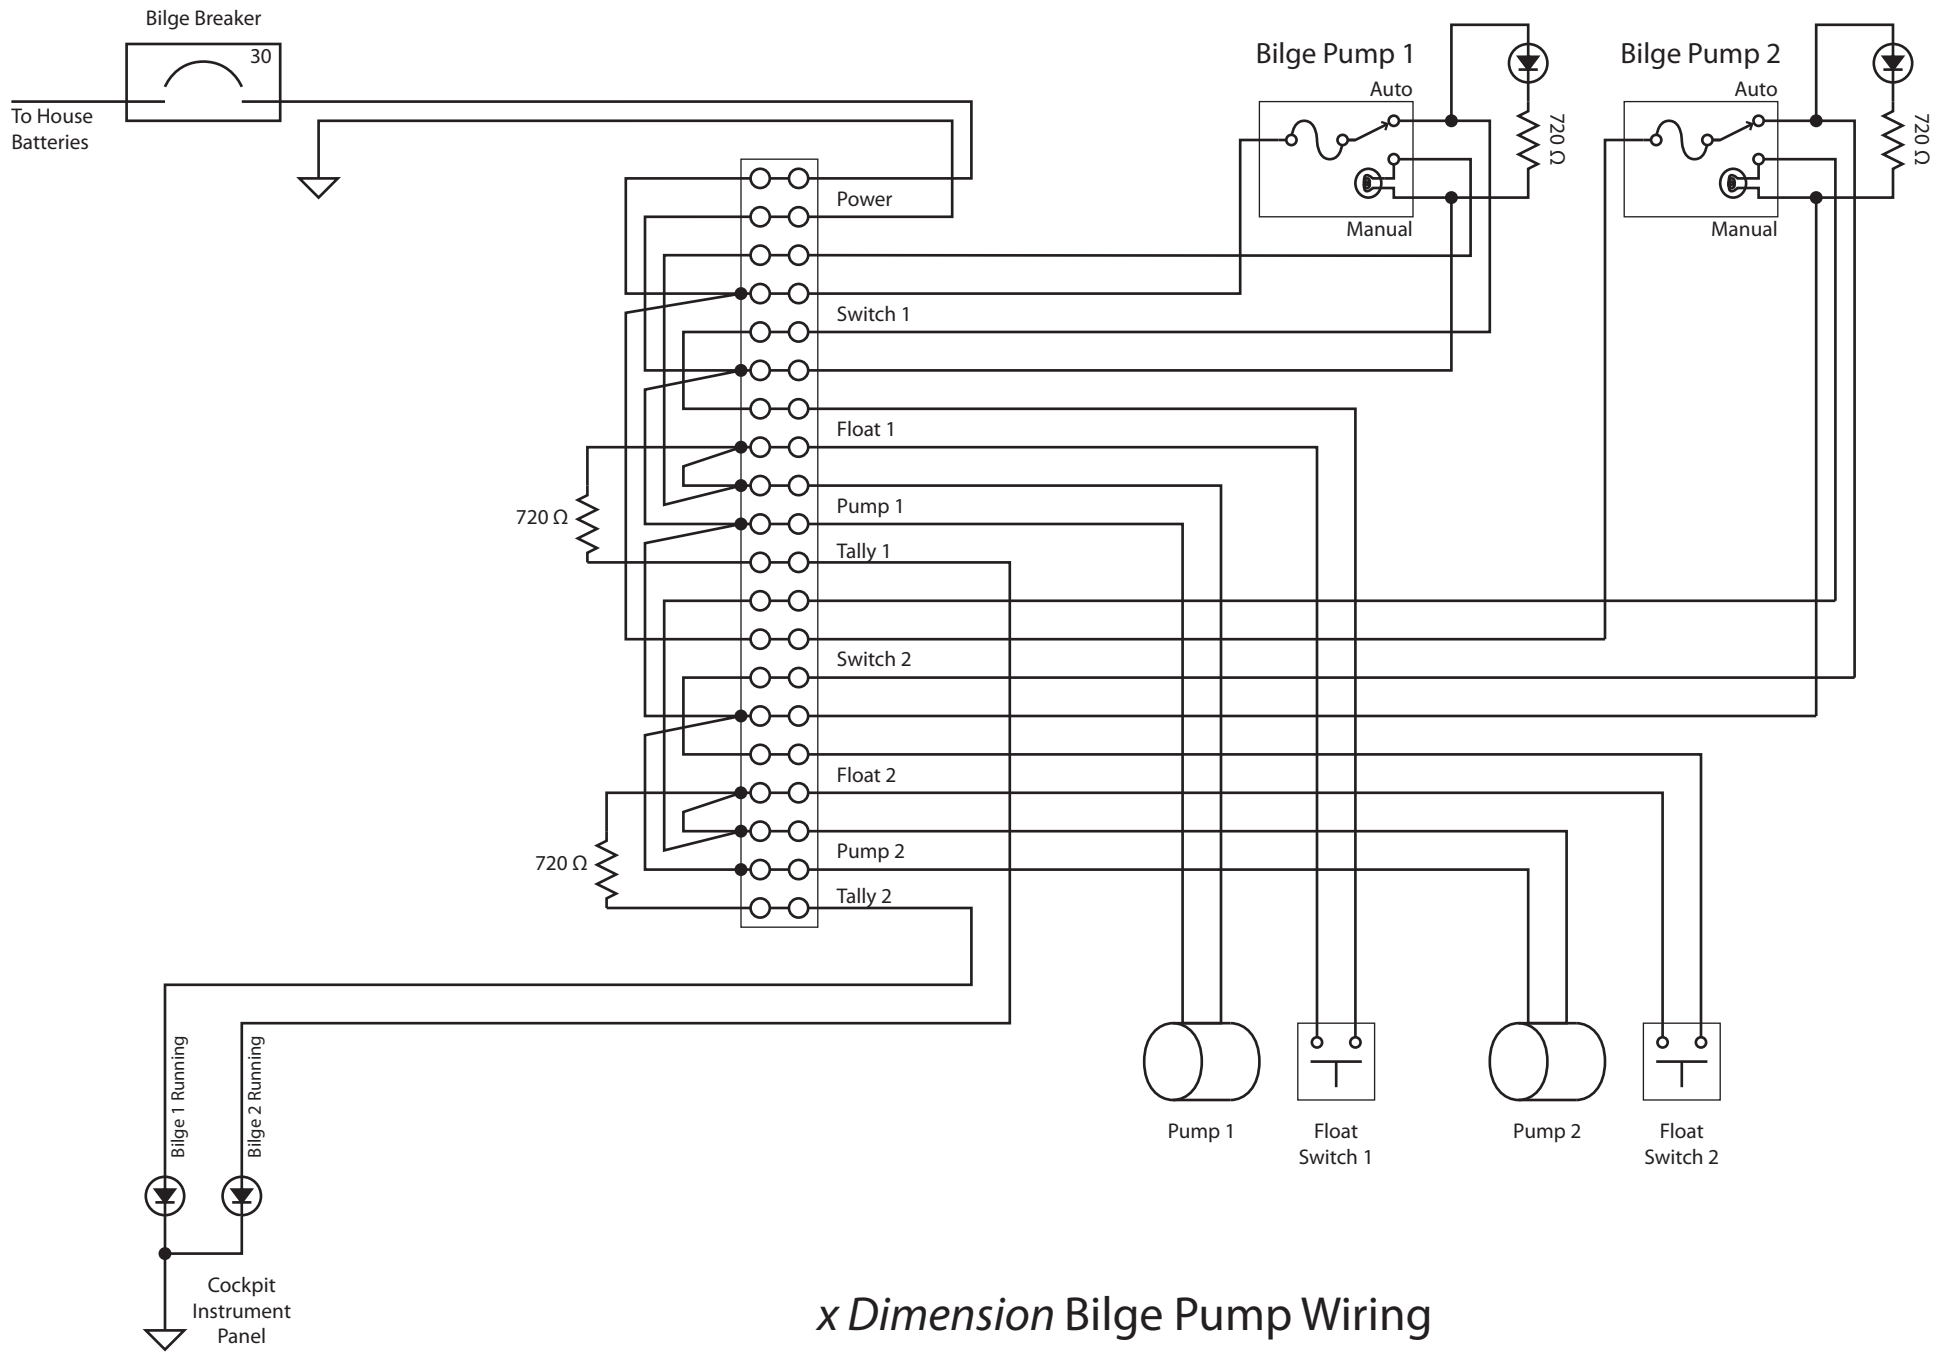 Bilge Breaker
30
To House
Batteries
Bilge Pump 1
Auto
720 Ω
Manual
Bilge Pump 2
Auto
720 Ω
Manual
Power
Switch 1
Float 1
Pump 1
Tally 1
720 Ω
Switch 2
Float 2
Pump 2
Tally 2
720 Ω
Bilge 1 Running
Bilge 2 Running
Pump 1
Float
Switch 1
Pump 2
Float
Switch 2
Cockpit
Instrument
Panel
x Dimension Bilge Pump Wiring